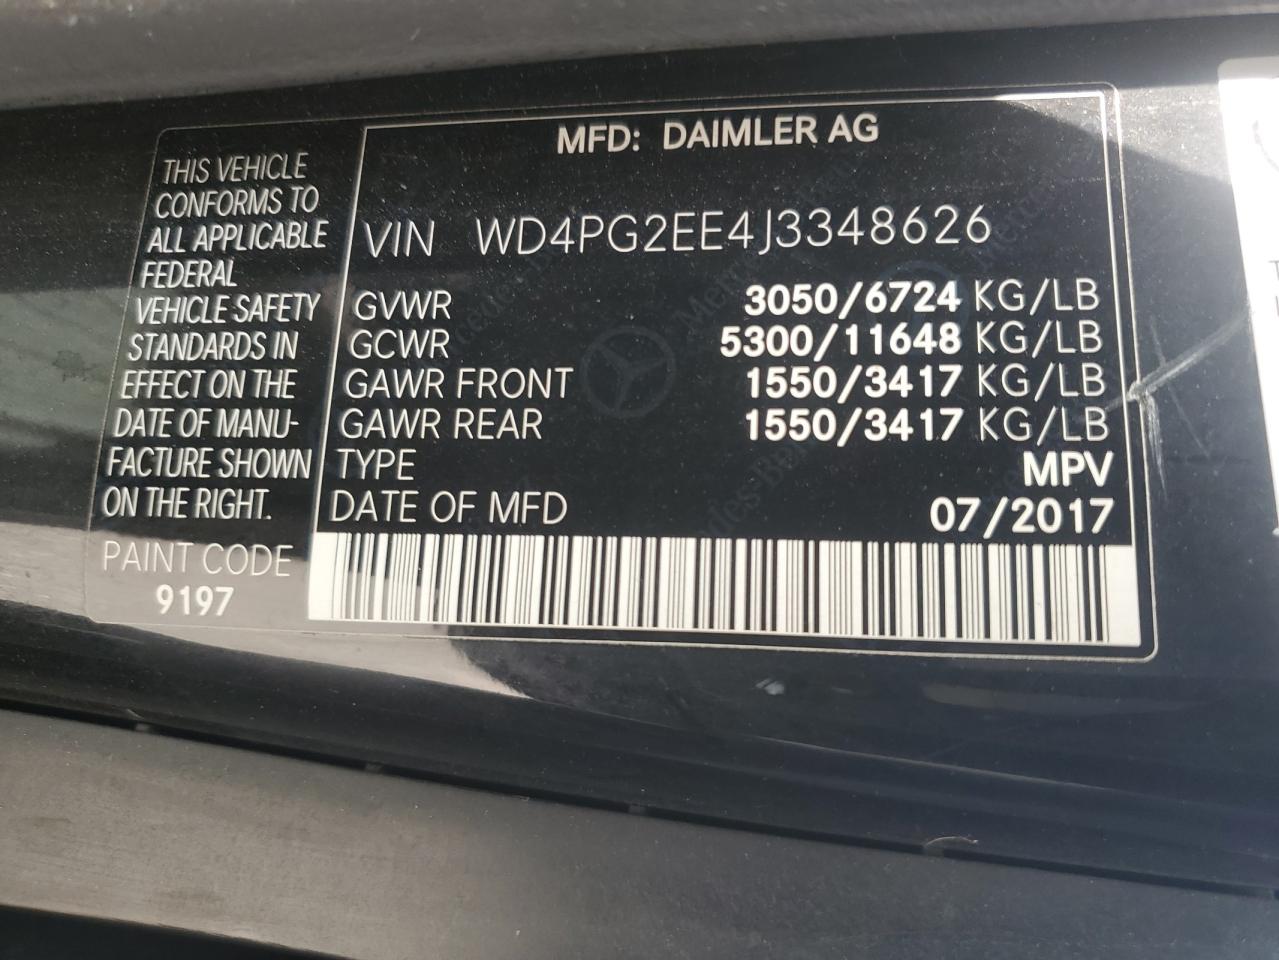 THIS VEHICLE
CONFORMS TO
ALL APPLICABLE
FEDERAL
VEHICLE SAFETY
STANDARDS IN
EFFECT ON THE
DATE OF MANU-
FACTURE SHOWN
ON THE RIGHT.
PAINT CODE
9197
MFD: DAIMLER AG
VIN WD4PG2EE4J3348626
GVWR 3050/6724 KG/LB
GCWR 5300/11648 KG/LB
GAWR FRONT 1550/3417 KG/LB
GAWR REAR 1550/3417 KG/LB
TYPE MPV
DATE OF MFD 07/2017